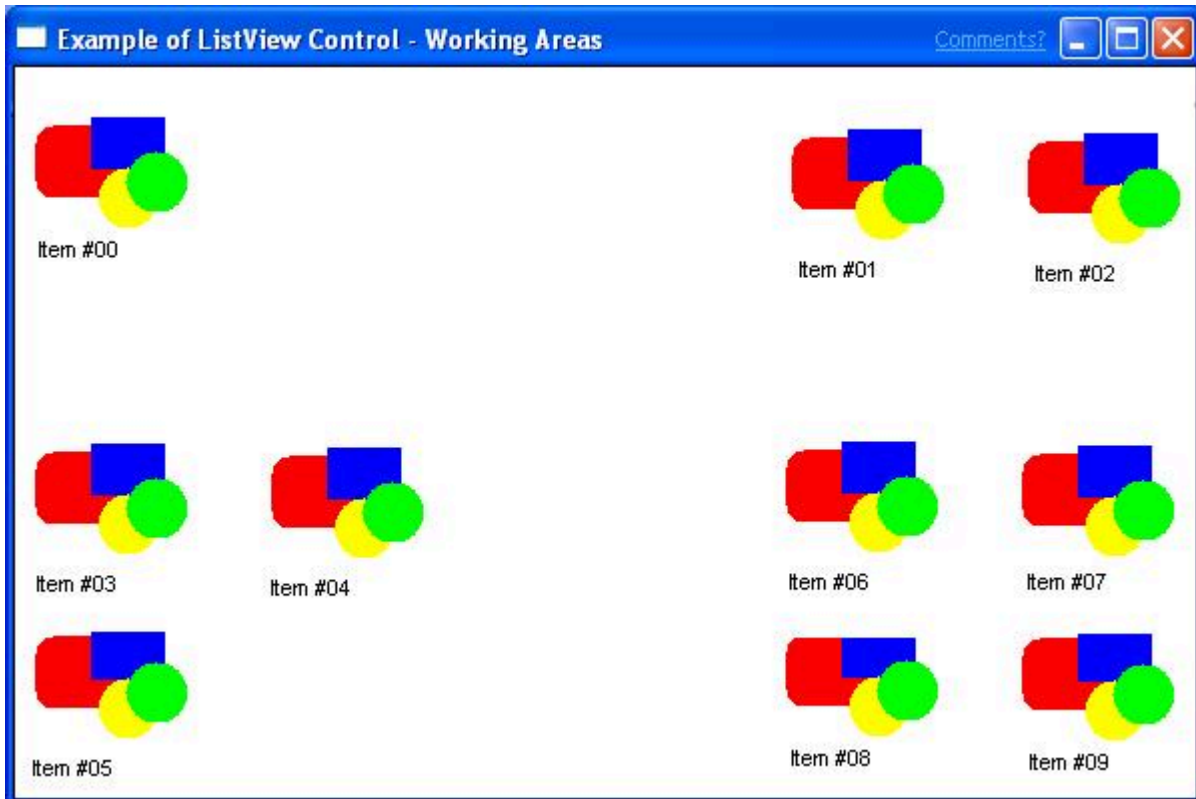 Example of ListView Control - Working Areas
Comments?
Item #00
Item #01
Item #02
Item #03
Item #04
Item #06
Item #07
Item #05
Item #08
Item #09